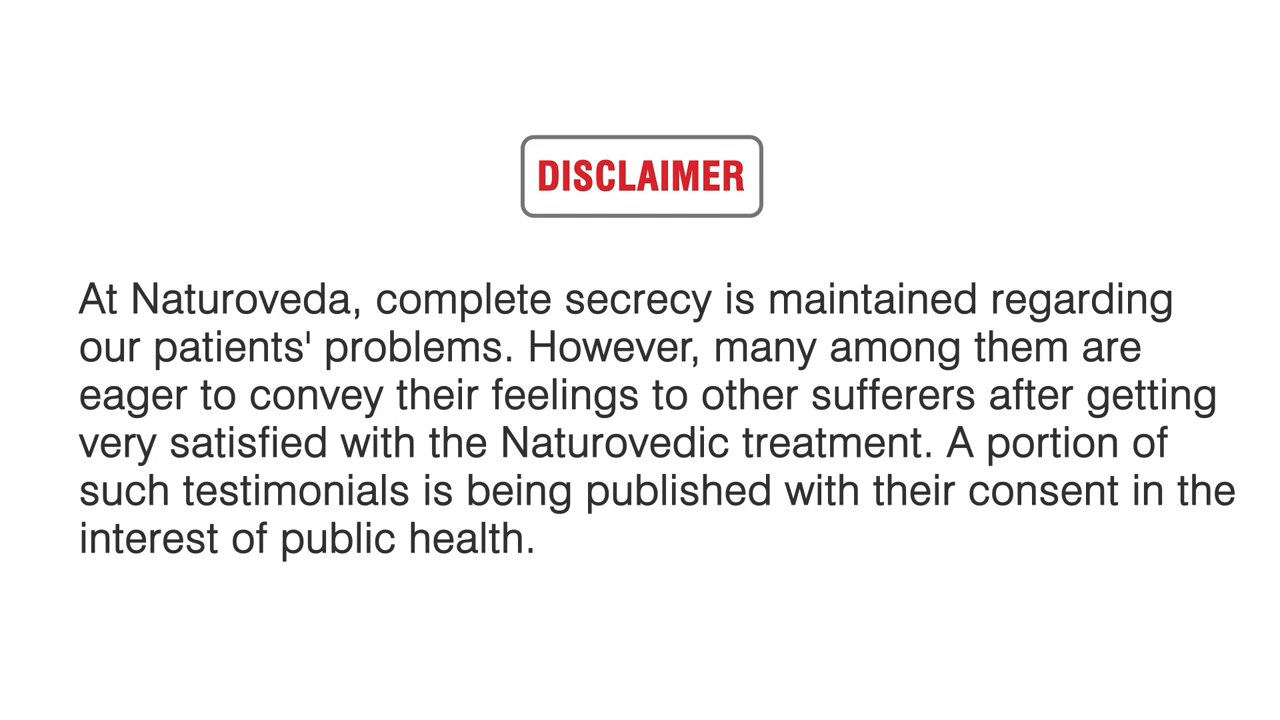 DISCLAIMER
At Naturoveda, complete secrecy is maintained regarding
our patients' problems. However, many among them are
eager to convey their feelings to other sufferers after getting
very satisfied with the Naturovedic treatment. A portion of
such testimonials is being published with their consent in the
interest of public health.